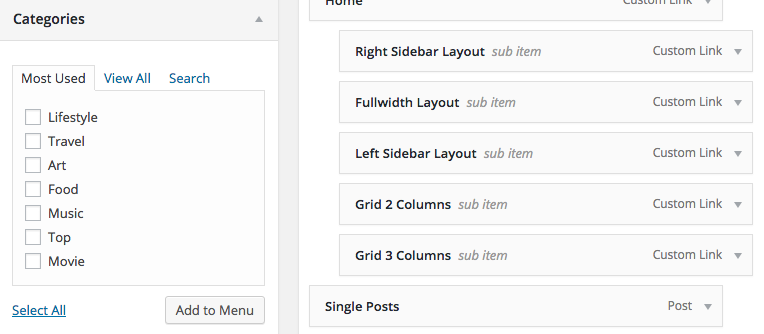 Categories
Most Used View All Search
Lifestyle
Travel
Art
Food
Music
Top
Movie
Select All Add to Menu
Home Custom Link
Right Sidebar Layout sub item Custom Link
Fullwidth Layout sub item Custom Link
Left Sidebar Layout sub item Custom Link
Grid 2 Columns sub item Custom Link
Grid 3 Columns sub item Custom Link
Single Posts Post